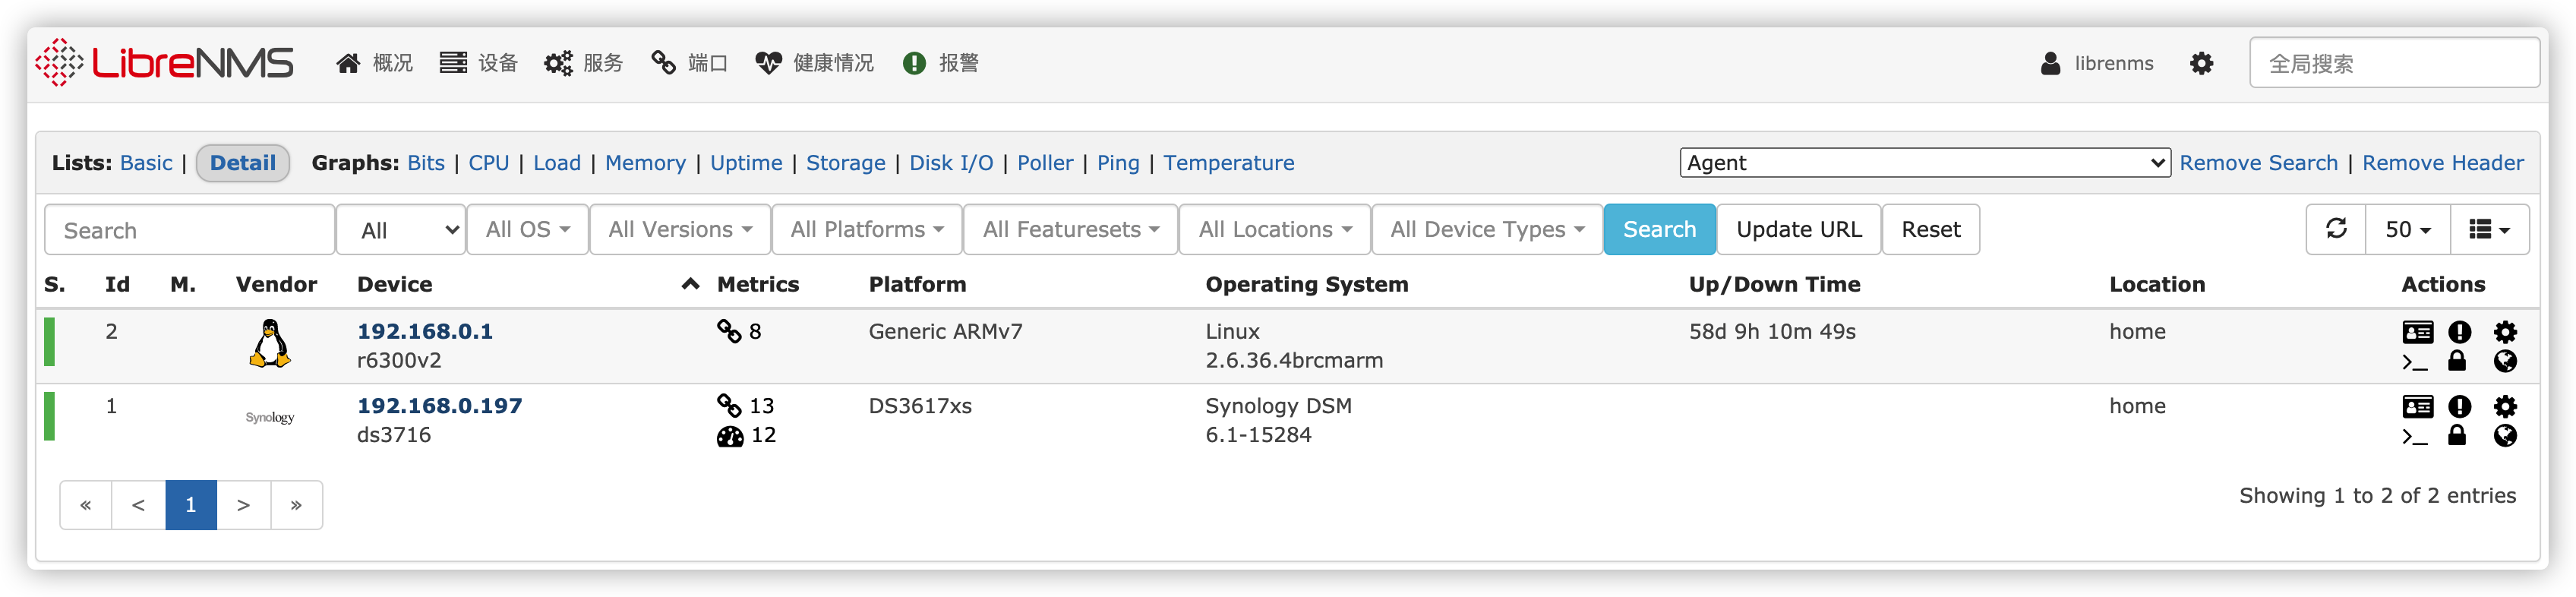 LibreNMS 概况 设备 服务 端口 健康情况 报警 librenms 全局搜索
Lists: Basic | Detail Graphs: Bits | CPU | Load | Memory | Uptime | Storage | Disk I/O | Poller | Ping | Temperature Agent Remove Search | Remove Header
Search All All OS All Versions All Platforms All Featuresets All Locations All Device Types Search Update URL Reset 50
S. Id M. Vendor Device Metrics Platform Operating System Up/Down Time Location Actions
2 192.168.0.1 8 Generic ARMv7 Linux 58d 9h 10m 49s home
r6300v2 2.6.36.4brcmarm
1 Synology 192.168.0.197 13 DS3617xs Synology DSM home
ds3716 12 6.1-15284
« < 1 > » Showing 1 to 2 of 2 entries